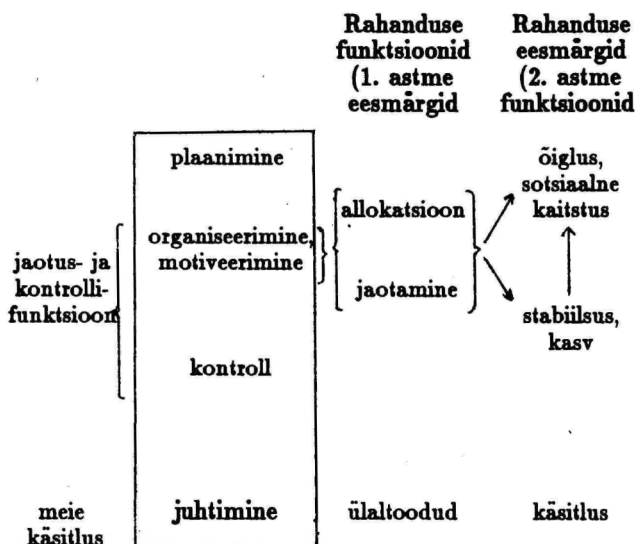 Rahanduse
funktsioonid
(1. astme
eesmärgid
Rahanduse
eesmärgid
(2. astme
funktsioonid
plaanimine
organiseerimine,
motiveerimine
kontroll
jaotus- ja
kontrolli-
funktsioon
allokatsioon
jaotamine
õiglus,
sotsiaalne
kaitstus
stabiilsus,
kasv
meie
käsitlus
juhtimine
ülaltoodud
käsitlus